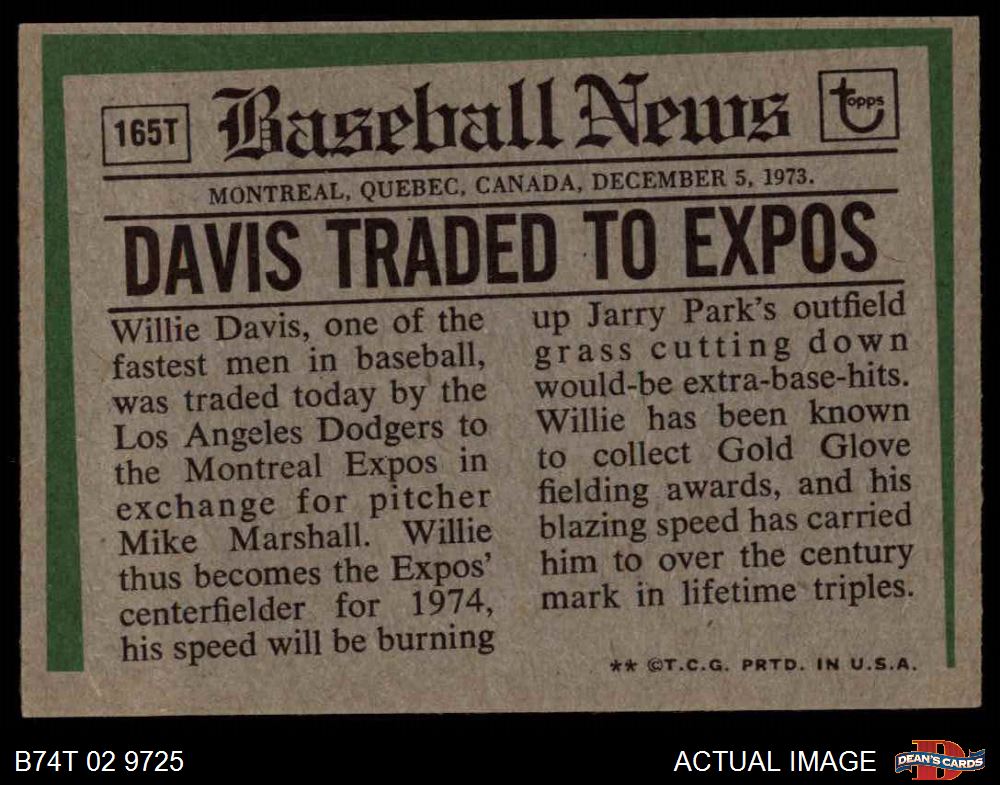 165T
Baseball News
topps
MONTREAL, QUEBEC, CANADA, DECEMBER 5, 1973.
DAVIS TRADED TO EXPOS
Willie Davis, one of the
fastest men in baseball,
was traded today by the
Los Angeles Dodgers to
the Montreal Expos in
exchange for pitcher
Mike Marshall. Willie
thus becomes the Expos'
centerfielder for 1974,
his speed will be burning
up Jarry Park's outfield
grass cutting down
would-be extra-base-hits.
Willie has been known
to collect Gold Glove
fielding awards, and his
blazing speed has carried
him to over the century
mark in lifetime triples.
** ©T.C.G. PRTD. IN U.S.A.
B74T 02 9725
ACTUAL IMAGE
D
DEAN'S CARDS